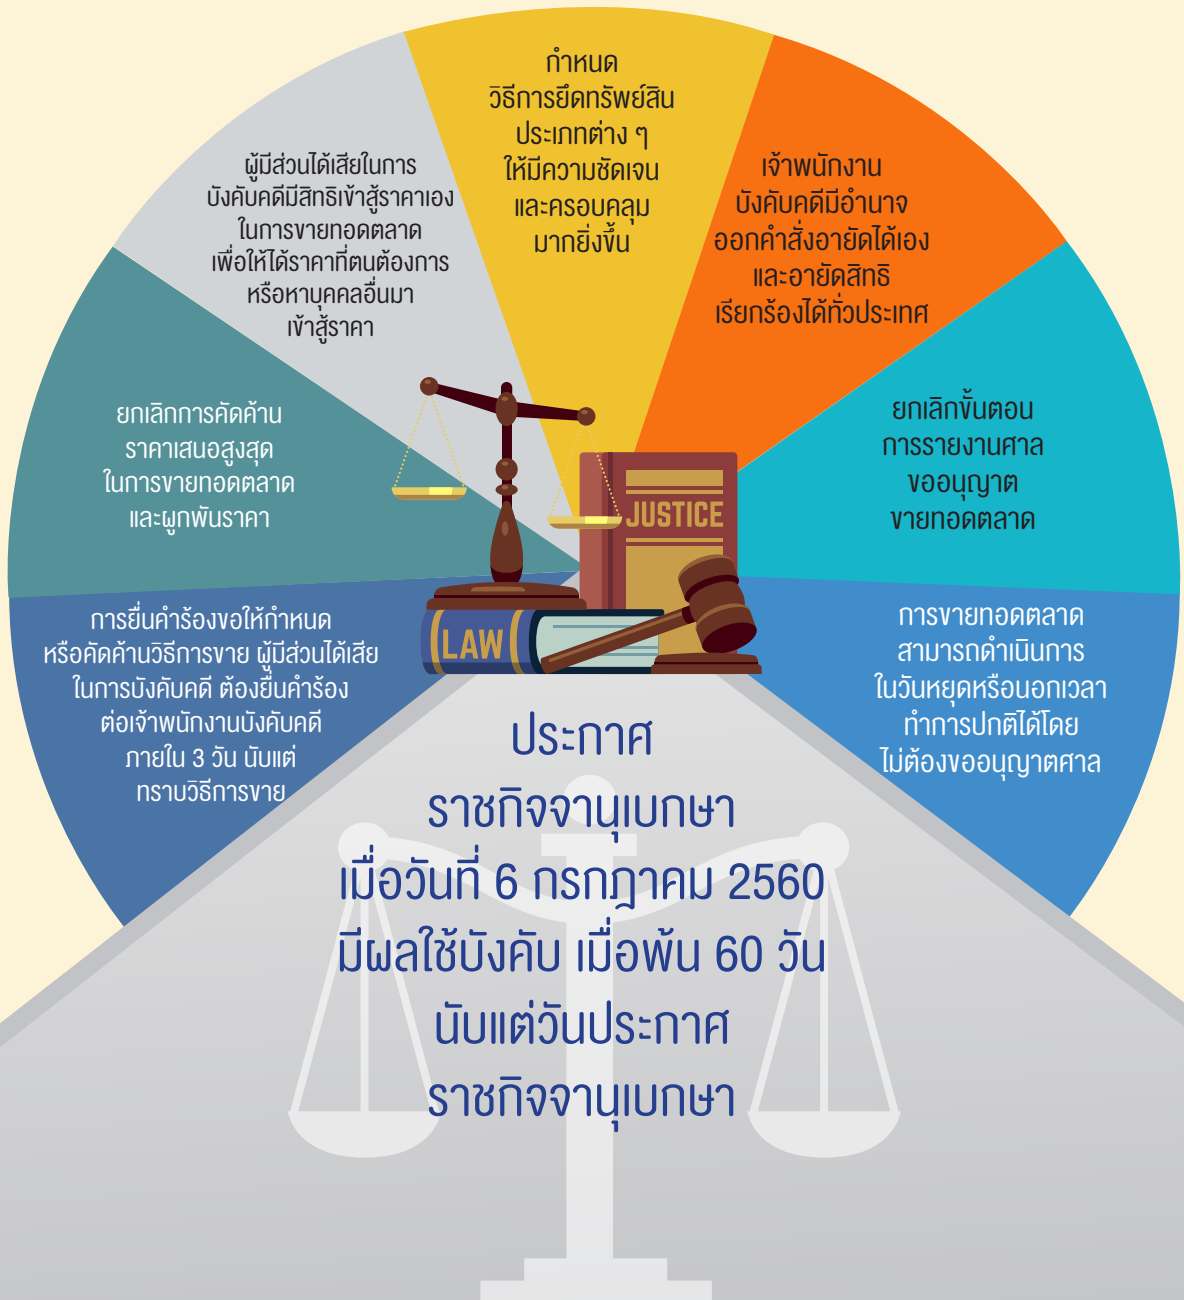 กำหนด
วิธีการยึดทรัพย์สิน
ประเภทต่าง ๆ
ให้มีความชัดเจน
และครอบคลุม
มากยิ่งขึ้น
ผู้มีส่วนได้เสียในการ
บังคับคดีมีสิทธิเข้าสู้ราคาเอง
ในการขายทอดตลาด
เพื่อให้ได้ราคาที่ตนต้องการ
หรือหาบุคคลอื่นมา
เข้าสู้ราคา
เจ้าพนักงาน
บังคับคดีมีอำนาจ
ออกคำสั่งอายัดได้เอง
และอายัดสิทธิ
เรียกร้องได้ทั่วประเทศ
ยกเลิกการคัดค้าน
ราคาเสนอสูงสุด
ในการขายทอดตลาด
และผูกพันราคา
ยกเลิกขั้นตอน
การรายงานศาล
ขออนุญาต
ขายทอดตลาด
การยื่นคำร้องขอให้กำหนด
หรือคัดค้านวิธีการขาย ผู้มีส่วนได้เสีย
ในการบังคับคดี ต้องยื่นคำร้อง
ต่อเจ้าพนักงานบังคับคดี
ภายใน 3 วัน นับแต่
ทราบวิธีการขาย
การขายทอดตลาด
สามารถดำเนินการ
ในวันหยุดหรือนอกเวลา
ทำการปกติได้โดย
ไม่ต้องขออนุญาตศาล
JUSTICE
LAW
ประกาศ
ราชกิจจานุเบกษา
เมื่อวันที่ 6 กรกฎาคม 2560
มีผลใช้บังคับ เมื่อพ้น 60 วัน
นับแต่วันประกาศ
ราชกิจจานุเบกษา